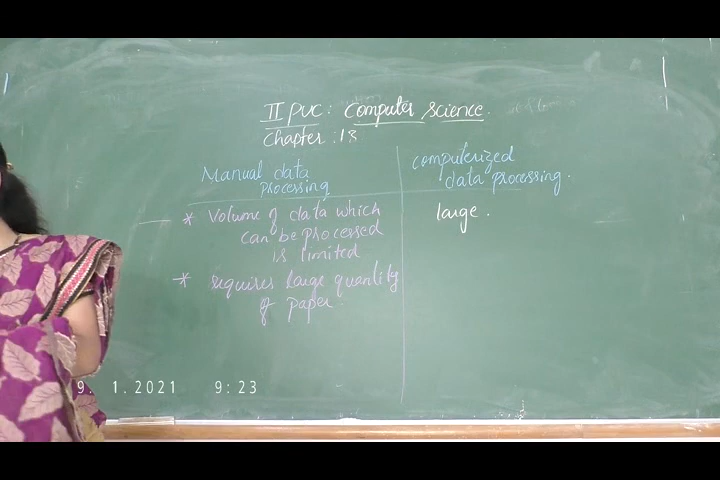 II PUC: Computer science.
Chapter : 13
Manual data
processing
computerized
data processing.
* Volume of data which
can be processed
is limited
large.
* requires large quantity
of paper.
9. 1.2021 9:23